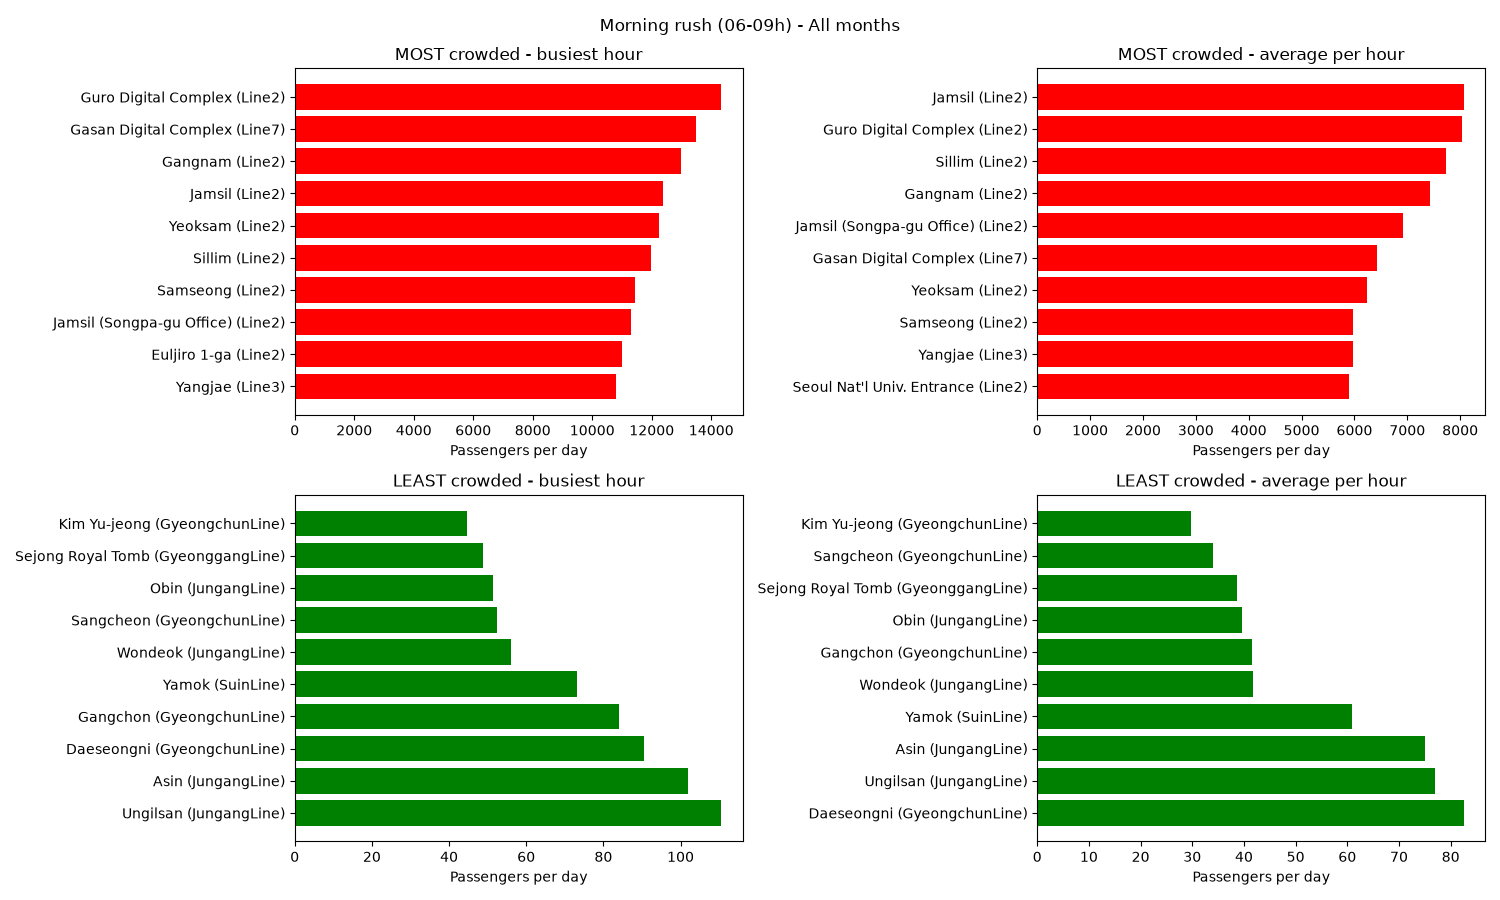 Morning rush (06-09h) - All months
MOST crowded - busiest hour
Guro Digital Complex (Line2)
Gasan Digital Complex (Line7)
Gangnam (Line2)
Jamsil (Line2)
Yeoksam (Line2)
Sillim (Line2)
Samseong (Line2)
Jamsil (Songpa-gu Office) (Line2)
Euljiro 1-ga (Line2)
Yangjae (Line3)
0 2000 4000 6000 8000 10000 12000 14000
Passengers per day
MOST crowded - average per hour
Jamsil (Line2)
Guro Digital Complex (Line2)
Sillim (Line2)
Gangnam (Line2)
Jamsil (Songpa-gu Office) (Line2)
Gasan Digital Complex (Line7)
Yeoksam (Line2)
Samseong (Line2)
Yangjae (Line3)
Seoul Nat'l Univ. Entrance (Line2)
0 1000 2000 3000 4000 5000 6000 7000 8000
Passengers per day
LEAST crowded - busiest hour
Kim Yu-jeong (GyeongchunLine)
Sejong Royal Tomb (GyeonggangLine)
Obin (JungangLine)
Sangcheon (GyeongchunLine)
Wondeok (JungangLine)
Yamok (SuinLine)
Gangchon (GyeongchunLine)
Daeseongni (GyeongchunLine)
Asin (JungangLine)
Ungilsan (JungangLine)
0 20 40 60 80 100
Passengers per day
LEAST crowded - average per hour
Kim Yu-jeong (GyeongchunLine)
Sangcheon (GyeongchunLine)
Sejong Royal Tomb (GyeonggangLine)
Obin (JungangLine)
Gangchon (GyeongchunLine)
Wondeok (JungangLine)
Yamok (SuinLine)
Asin (JungangLine)
Ungilsan (JungangLine)
Daeseongni (GyeongchunLine)
0 10 20 30 40 50 60 70 80
Passengers per day